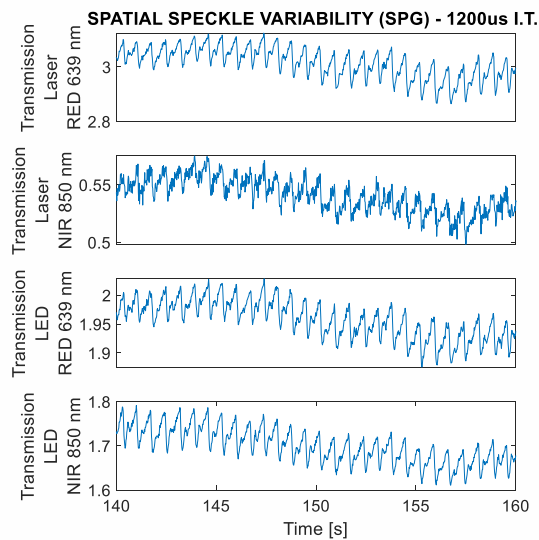 SPATIAL SPECKLE VARIABILITY (SPG) - 1200us I.T.
Transmission
Laser
RED 639 nm
3
2.8
Transmission
Laser
NIR 850 nm
0.55
0.5
Transmission
LED
RED 639 nm
2
1.95
1.9
Transmission
LED
NIR 850 nm
1.8
1.7
1.6
140
145
150
155
160
Time [s]